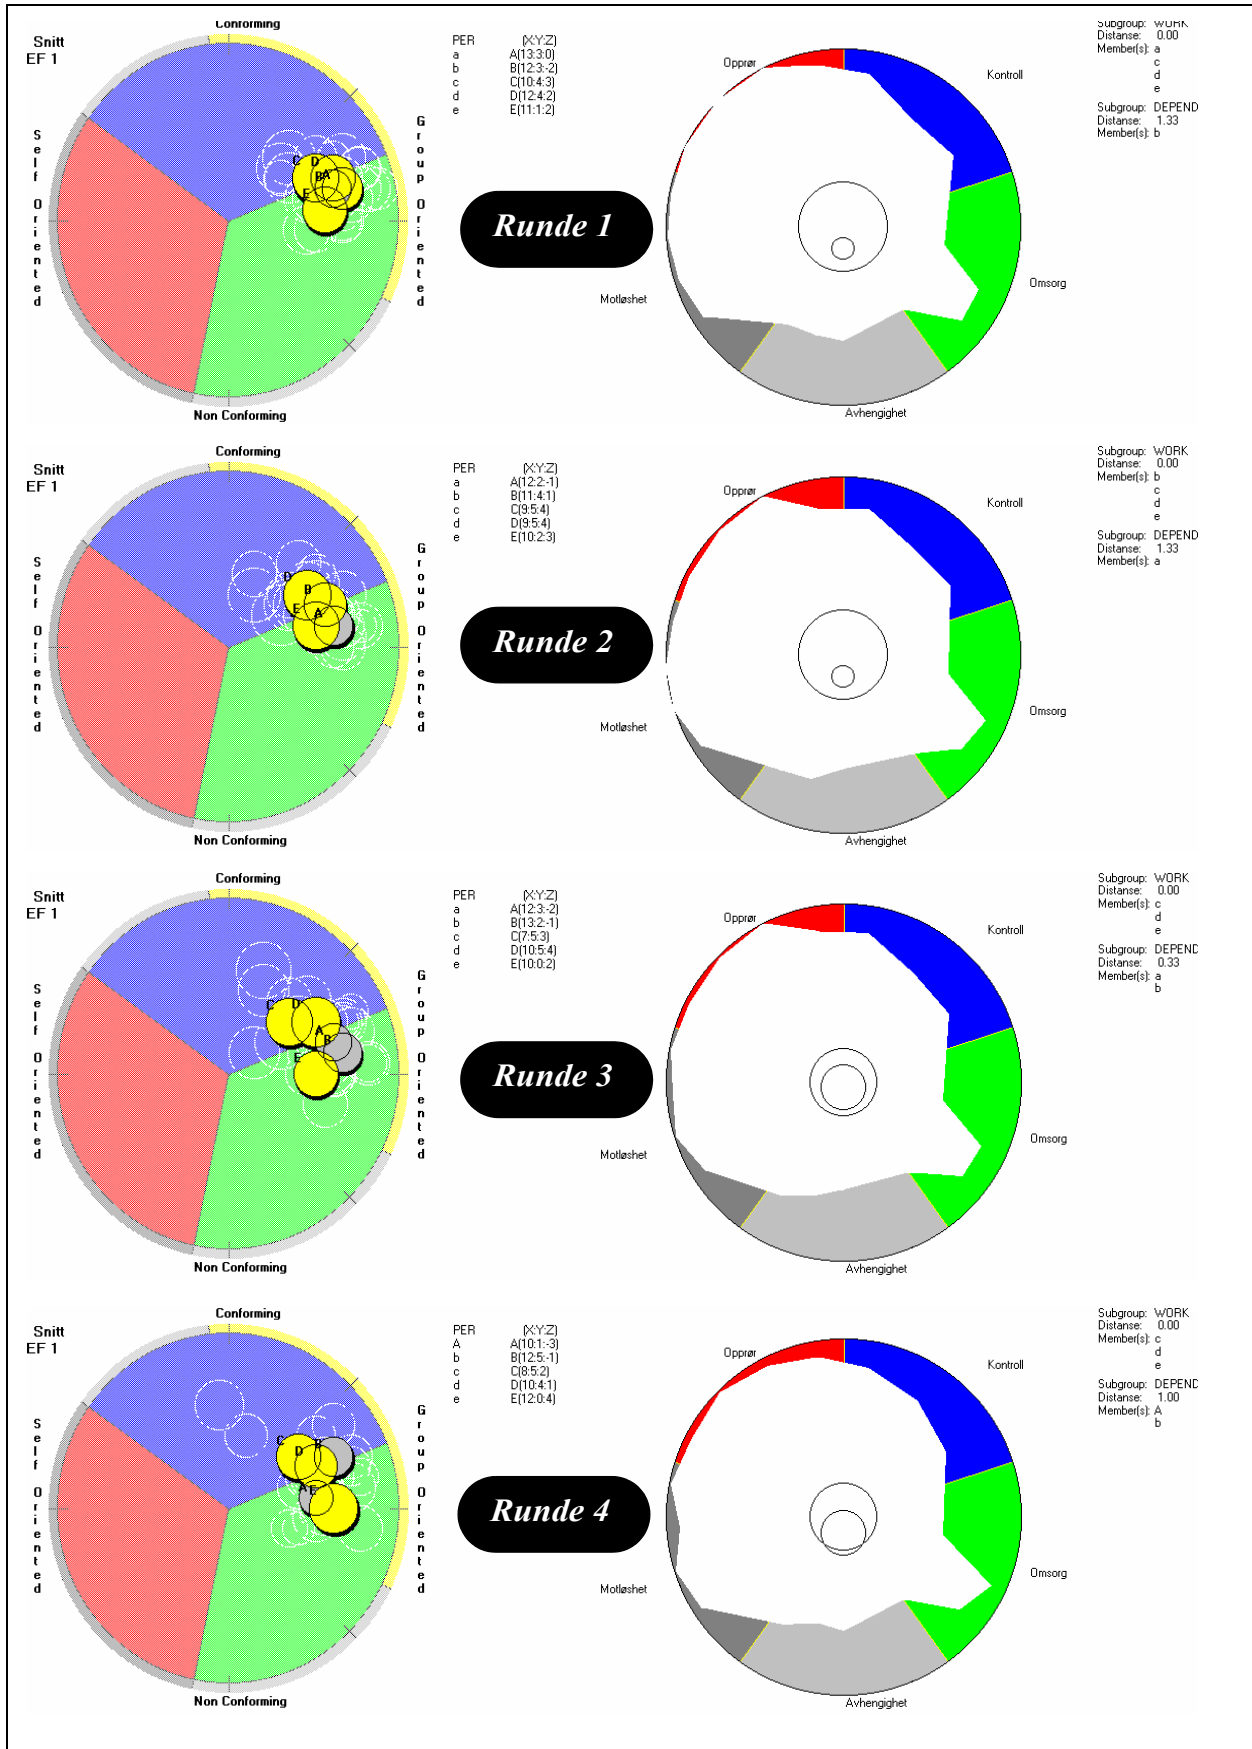 Conforming
Snitt
EF 1
Self Oriented
Group Oriented
C D
B A
E
Non Conforming
PER (X:Y:Z)
a A(13:3:0)
b B(12:3:-2)
c C(10:4:3)
d D(12:4:2)
e E(11:1:2)
Runde 1
Opprør
Kontroll
Omsorg
Avhengighet
Motløshet
Subgroup: WORK
Distanse: 0.00
Member(s): a
c
d
e
Subgroup: DEPEND
Distanse: 1.33
Member(s): b
Conforming
Snitt
EF 1
Self Oriented
Group Oriented
D
B
E A
Non Conforming
PER (X:Y:Z)
a A(12:2:-1)
b B(11:4:1)
c C(9:5:4)
d D(9:5:4)
e E(10:2:3)
Runde 2
Opprør
Kontroll
Omsorg
Avhengighet
Motløshet
Subgroup: WORK
Distanse: 0.00
Member(s): b
c
d
e
Subgroup: DEPEND
Distanse: 1.33
Member(s): a
Conforming
Snitt
EF 1
Self Oriented
Group Oriented
C D
A
B
E
Non Conforming
PER (X:Y:Z)
a A(12:3:-2)
b B(13:2:-1)
c C(7:5:3)
d D(10:5:4)
e E(10:0:2)
Runde 3
Opprør
Kontroll
Omsorg
Avhengighet
Motløshet
Subgroup: WORK
Distanse: 0.00
Member(s): c
d
e
Subgroup: DEPEND
Distanse: 0.33
Member(s): a
b
Conforming
Snitt
EF 1
Self Oriented
Group Oriented
C B
D
A E
Non Conforming
PER (X:Y:Z)
A A(10:1:-3)
b B(12:5:-1)
c C(8:5:2)
d D(10:4:1)
e E(12:0:4)
Runde 4
Opprør
Kontroll
Omsorg
Avhengighet
Motløshet
Subgroup: WORK
Distanse: 0.00
Member(s): c
d
e
Subgroup: DEPEND
Distanse: 1.00
Member(s): A
b